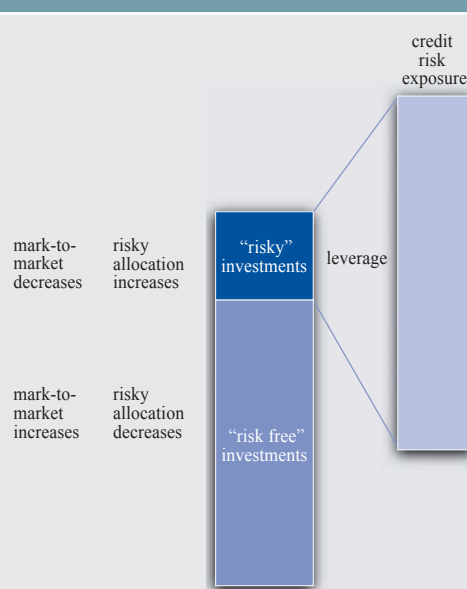 credit
risk
exposure
"risky"
investments
leverage
mark-to-
market
decreases
risky
allocation
increases
mark-to-
market
increases
risky
allocation
decreases
"risk free"
investments